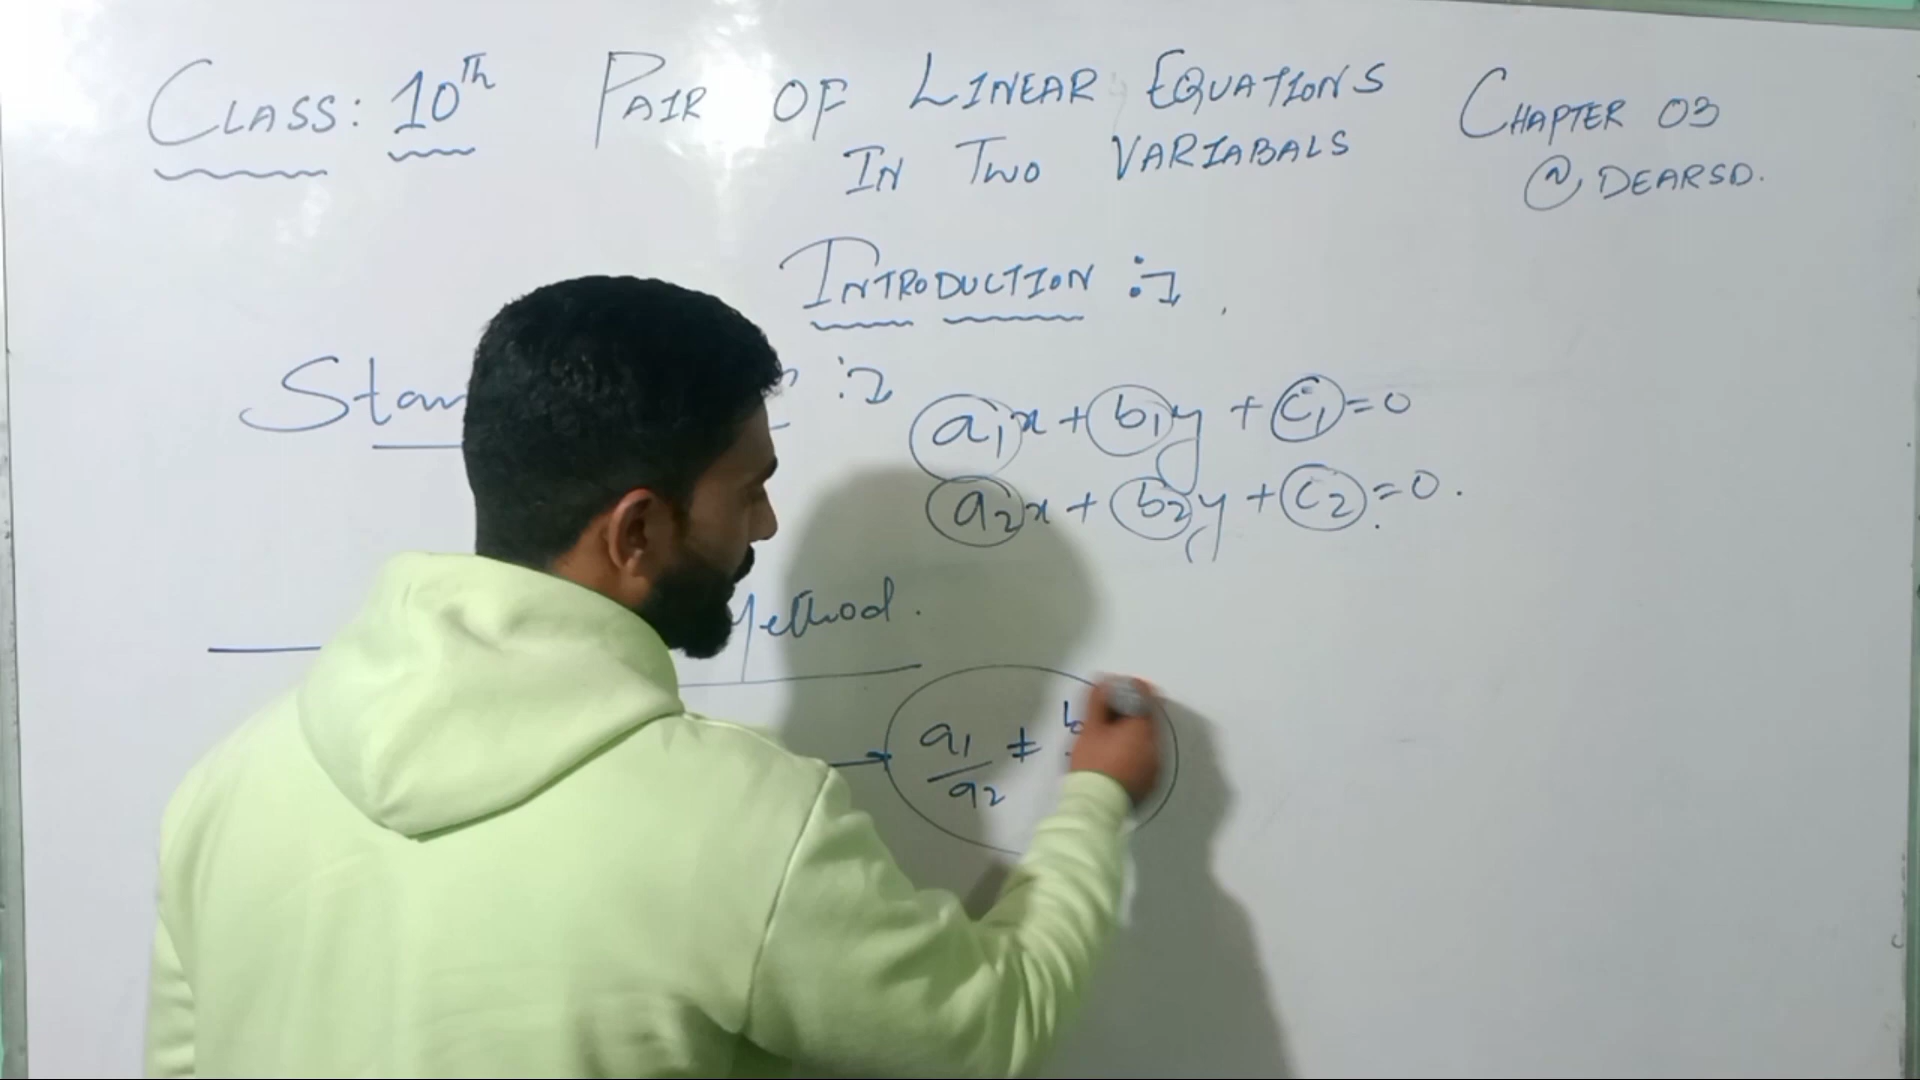 CLASS: 10th PAIR OF LINEAR EQUATIONS
IN TWO VARIABALS
CHAPTER 03
@DEARSD.
INTRODUCTION :-
a₁x + b₁y + c₁ = 0
a₂x + b₂y + c₂ = 0.
Method.
a₁/a₂ ≠ b